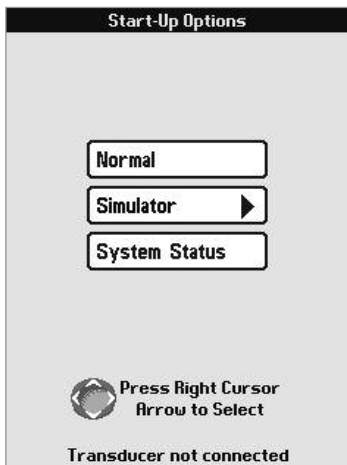 Start-Up Options
Normal
Simulator
System Status
Press Right Cursor
Arrow to Select
Transducer not connected